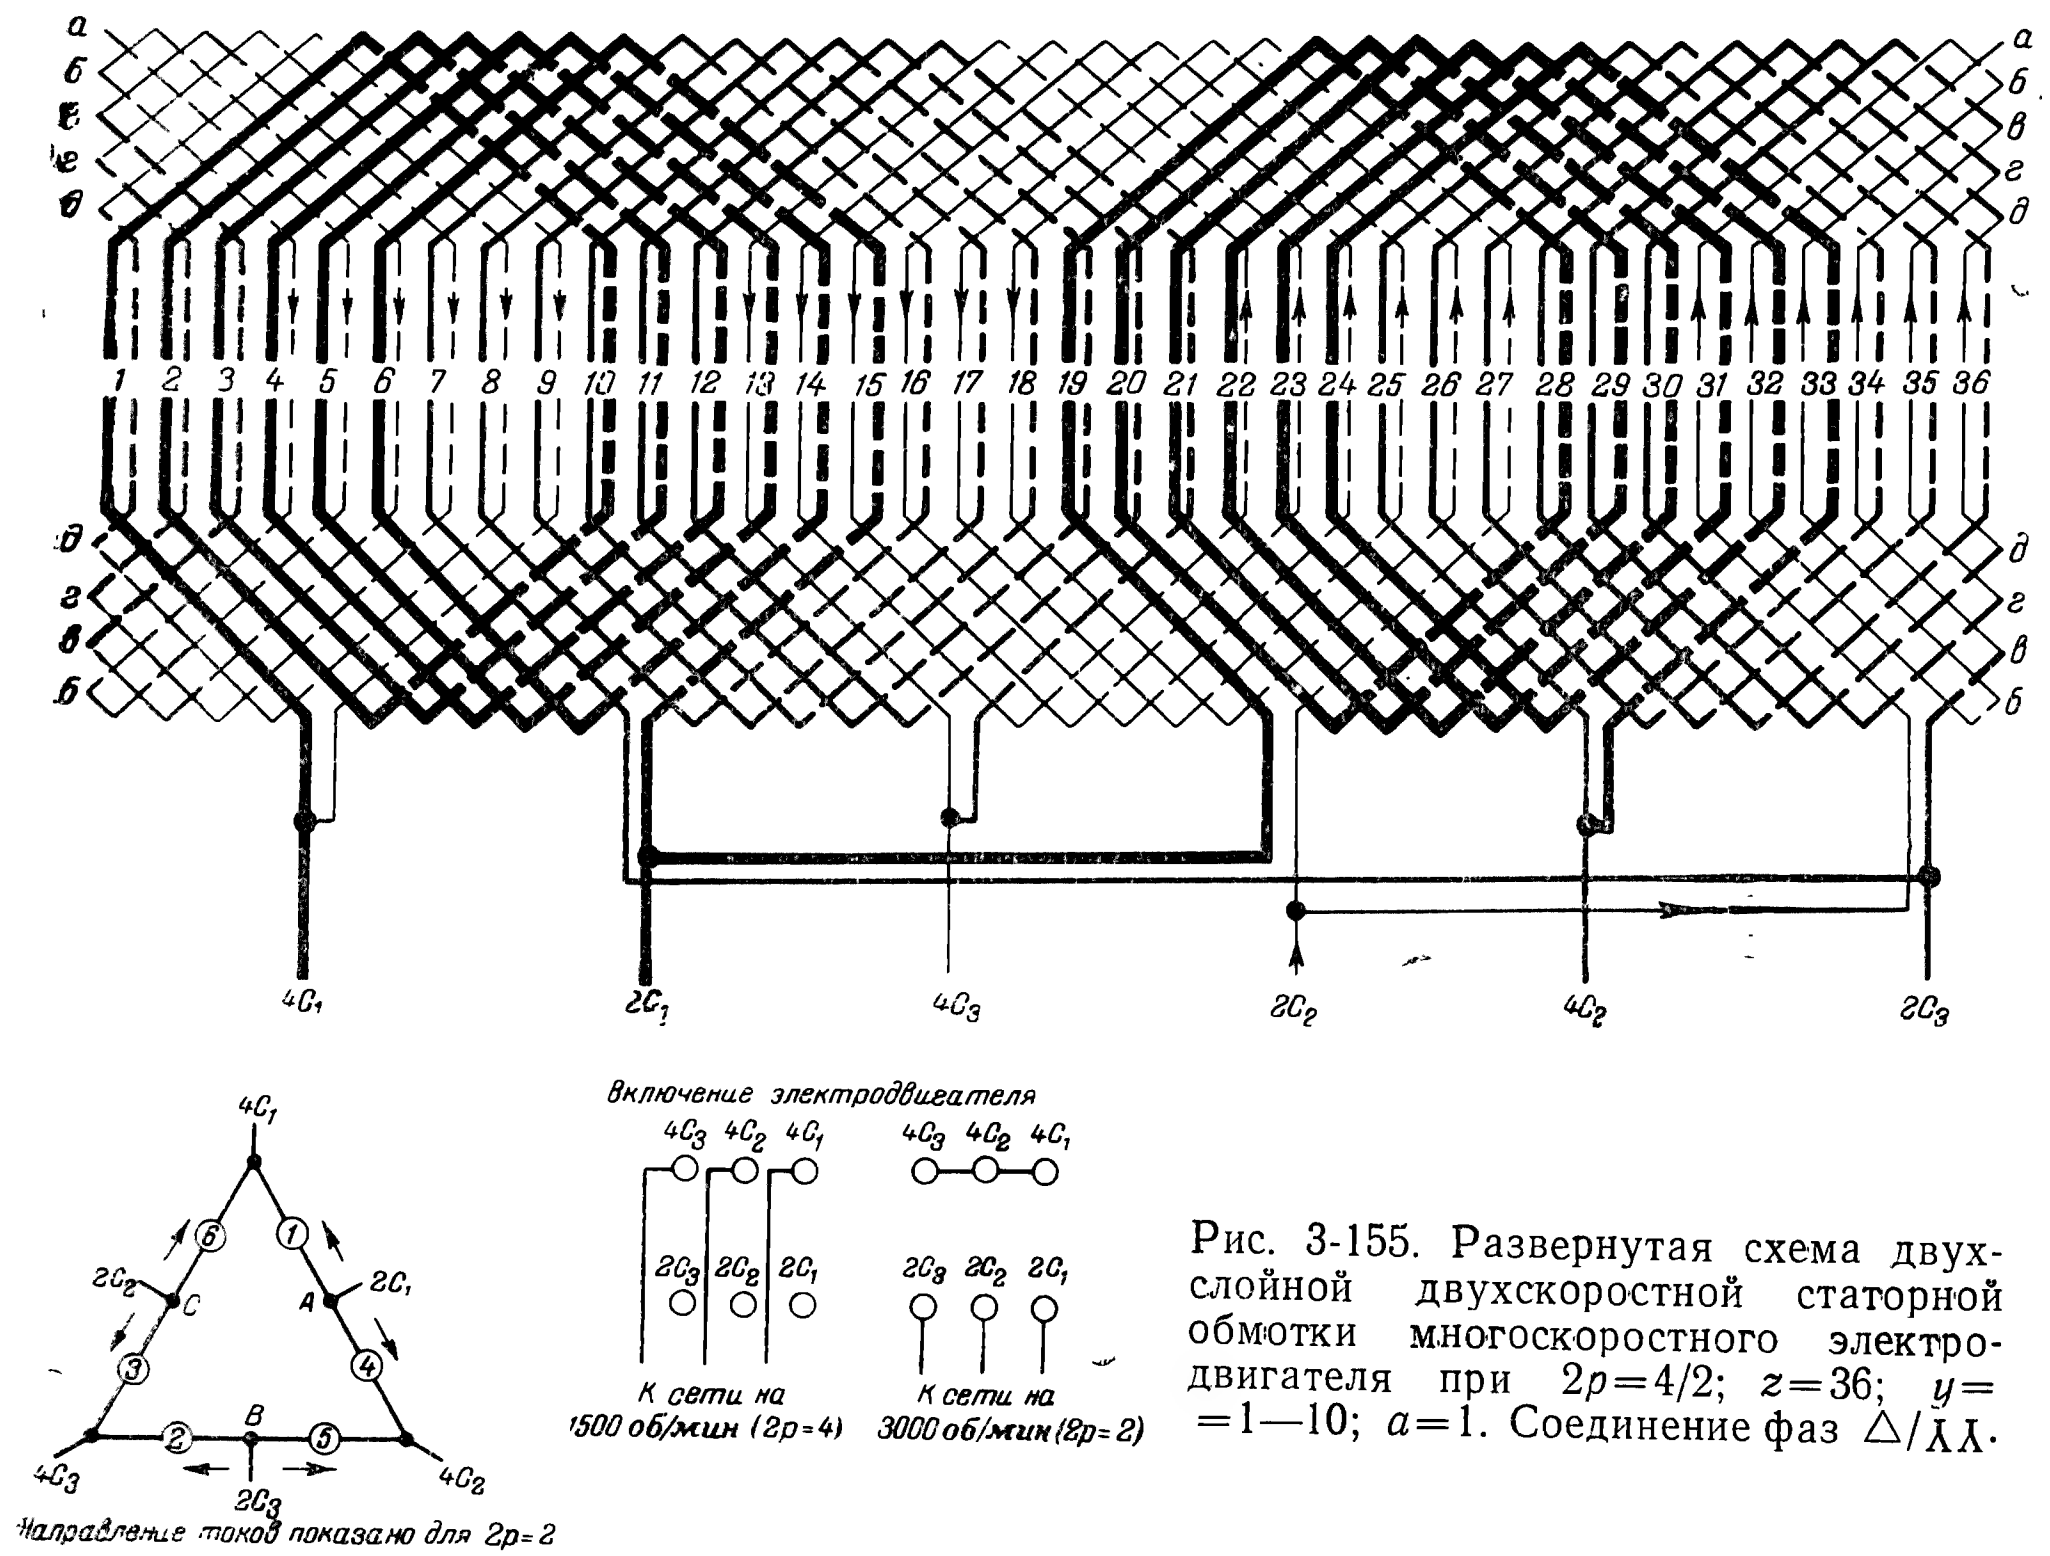 а а
б б
в в
г г
д д
1 2 3 4 5 6 7 8 9 10 11 12 13 14 15 16 17 18 19 20 21 22 23 24 25 26 27 28 29 30 31 32 33 34 35 36
д д
г г
в в
б б
4C₁ 2C₁ 4C₃ 2C₂ 4C₂ 2C₃
4C₁
6 1
2C₂ C A 2C₁
3 4
B
2 5
4C₃ 4C₂
2C₃
Направление токов показано для 2р=2
Включение электродвигателя
4C₃ 4C₂ 4C₁ 4C₃ 4C₂ 4C₁
2C₃ 2C₂ 2C₁ 2C₃ 2C₂ 2C₁
К сети на К сети на
1500 об/мин (2р=4) 3000 об/мин (2р=2)
Рис. 3-155. Развернутая схема двух-
слойной двухскоростной статорной
обмотки многоскоростного электро-
двигателя при 2p=4/2; z=36; y=
=1—10; a=1. Соединение фаз △/⅄⅄.